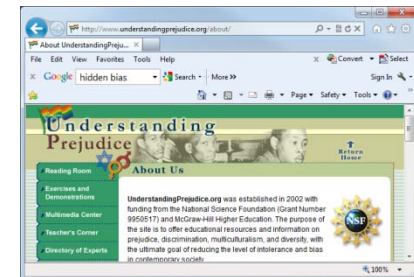 http://www.understandingprejudice.org/about/
About UnderstandingPreju...
File Edit View Favorites Tools Help
Convert Select
Google hidden bias Search More >> Sign In
Page Safety Tools
Understanding
Prejudice
Return
Home
Reading Room
About Us
Exercises and
Demonstrations
Multimedia Center
Teacher's Corner
Directory of Experts
UnderstandingPrejudice.org was established in 2002 with
funding from the National Science Foundation (Grant Number
9950517) and McGraw-Hill Higher Education. The purpose of
the site is to offer educational resources and information on
prejudice, discrimination, multiculturalism, and diversity, with
the ultimate goal of reducing the level of intolerance and bias
in contemporary society.
NSF
100%